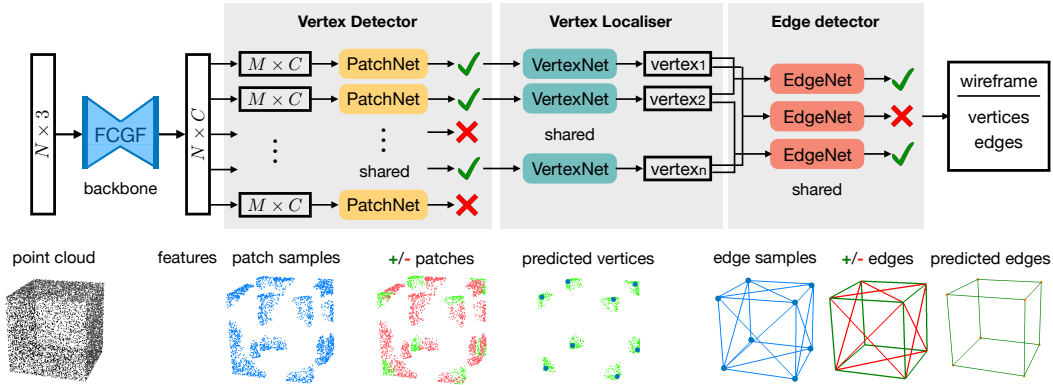 Vertex Detector
Vertex Localiser
Edge detector
N × 3
FCGF
backbone
N × C
M × C
PatchNet
M × C
PatchNet
shared
M × C
PatchNet
VertexNet
vertex1
VertexNet
vertex2
shared
VertexNet
vertexn
EdgeNet
EdgeNet
EdgeNet
shared
wireframe
vertices
edges
point cloud
features
patch samples
+/- patches
predicted vertices
edge samples
+/- edges
predicted edges